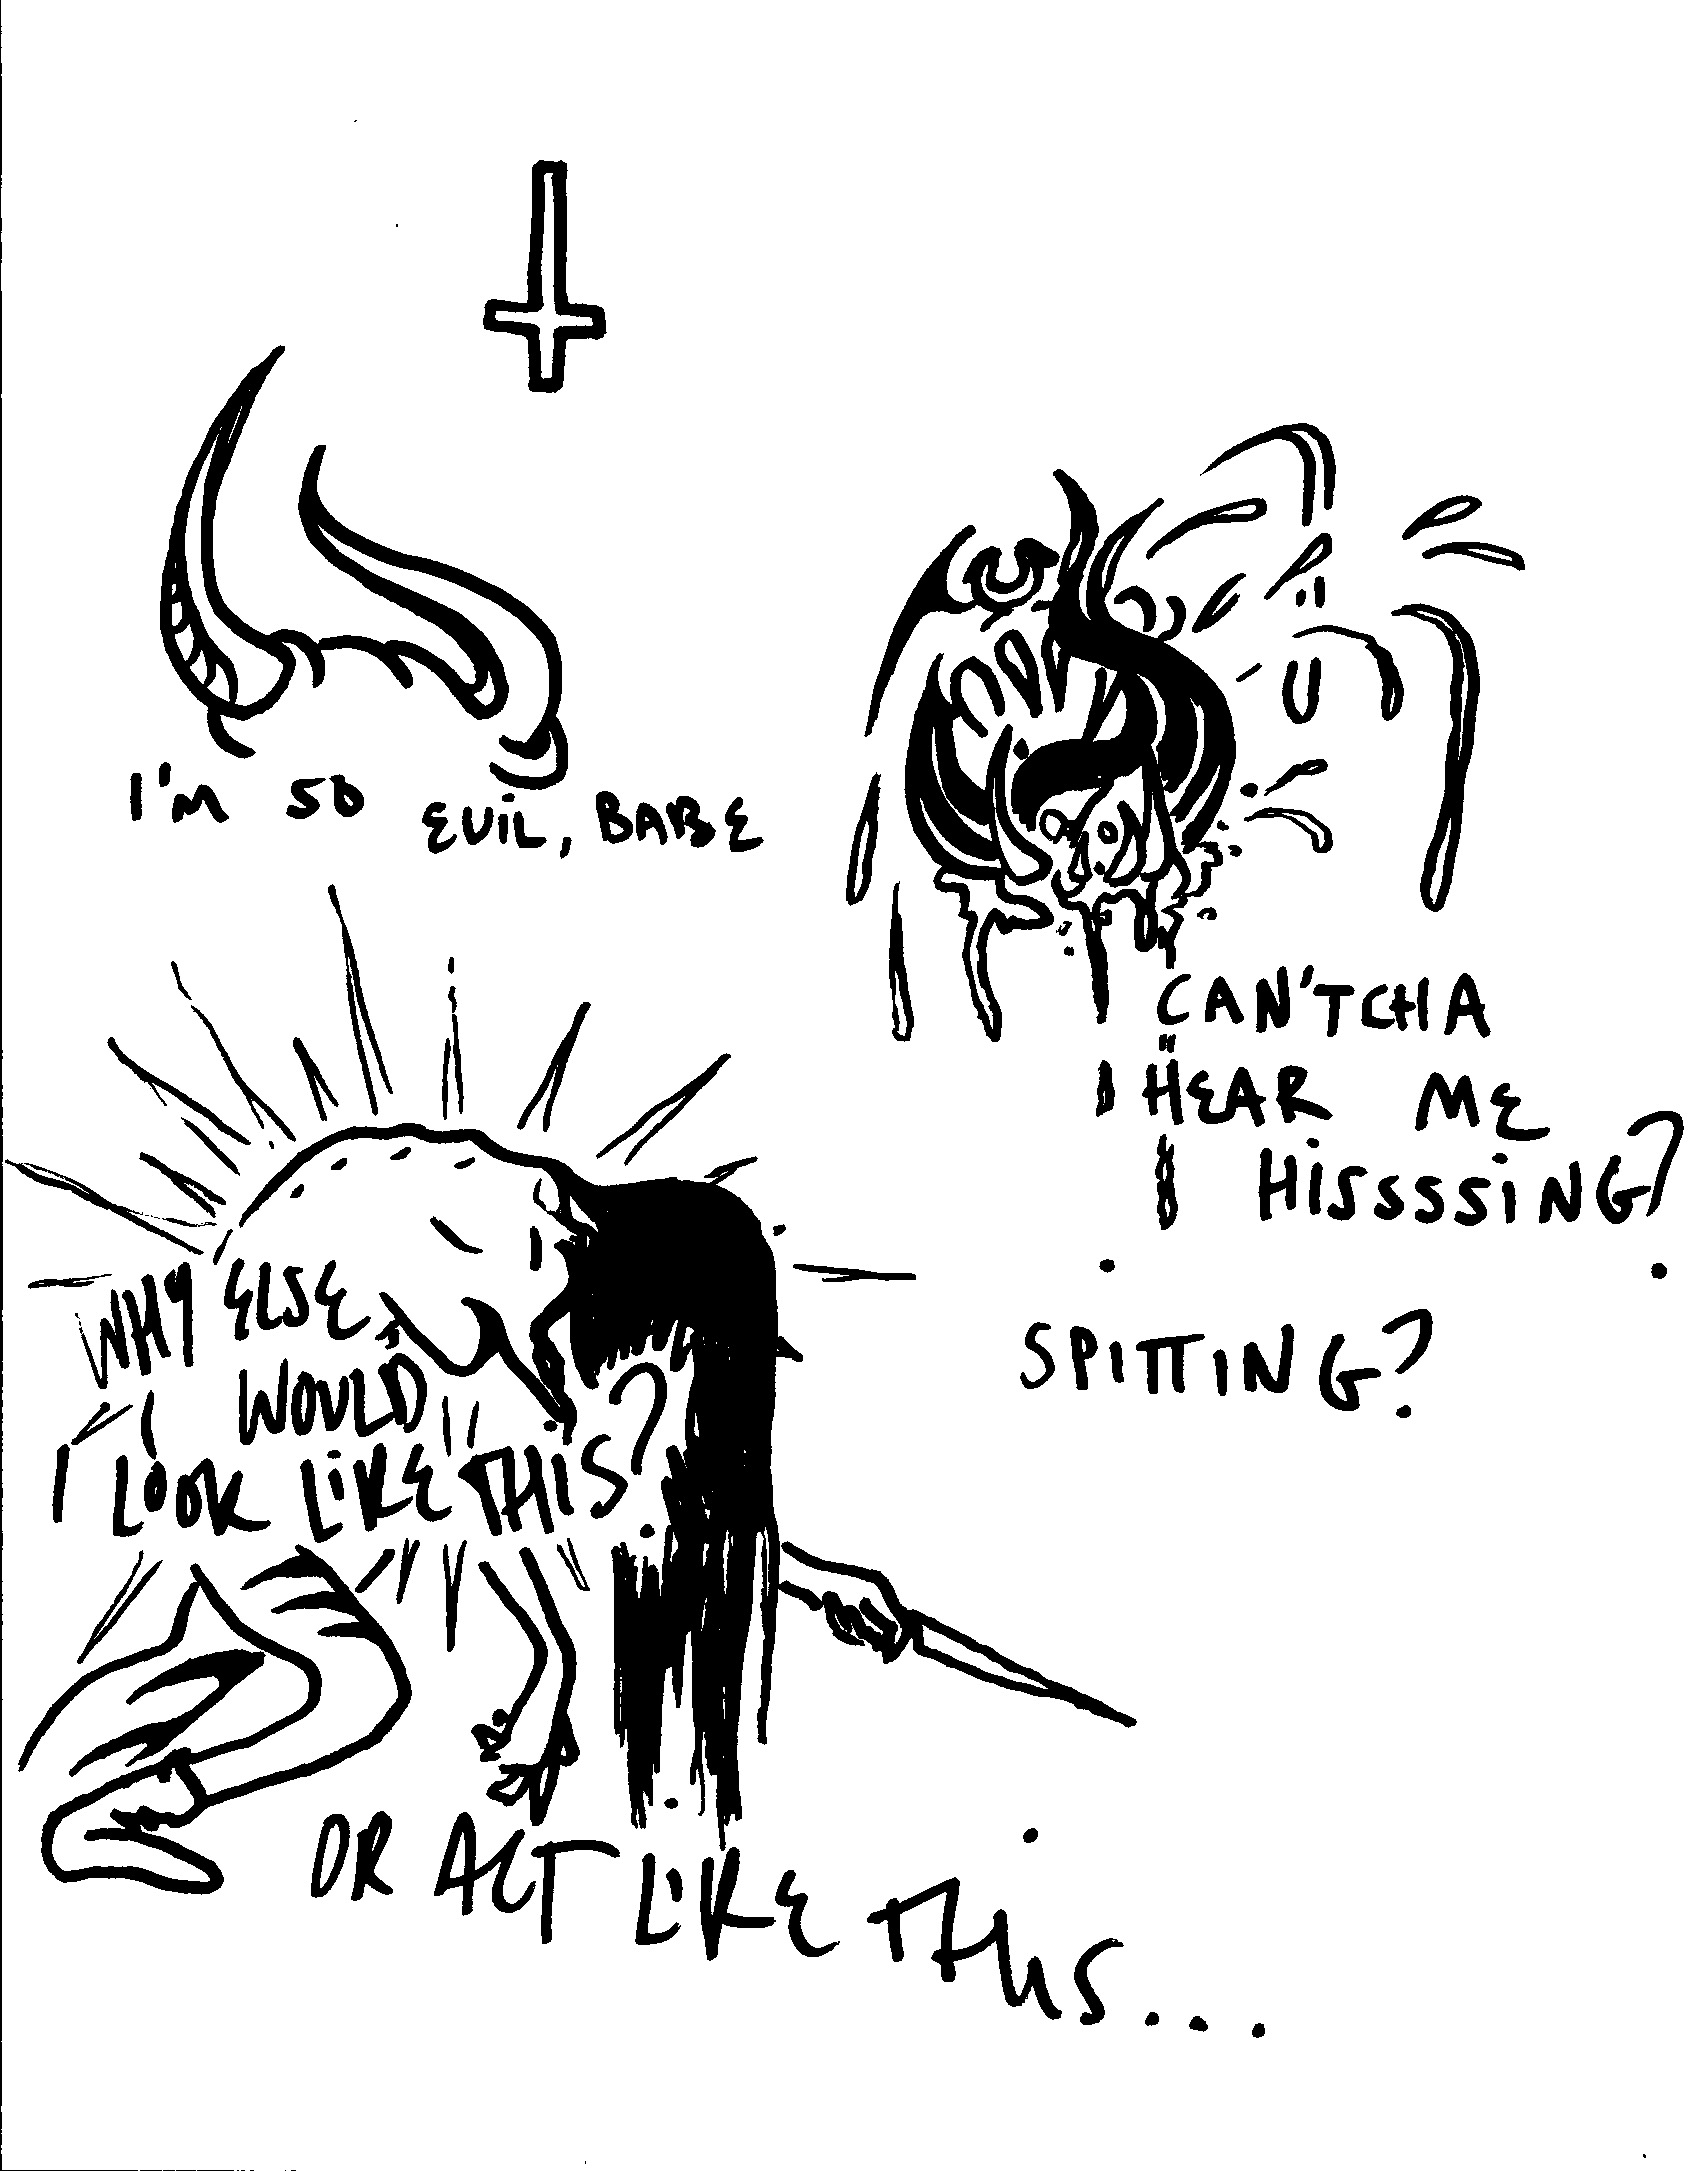 I'M SO EVIL, BABE
CAN'TCHA
HEAR ME
HISSSSING?
SPITTING?
WHY ELSE
WOULD
I LOOK LIKE THIS?
OR ACT LIKE THIS...